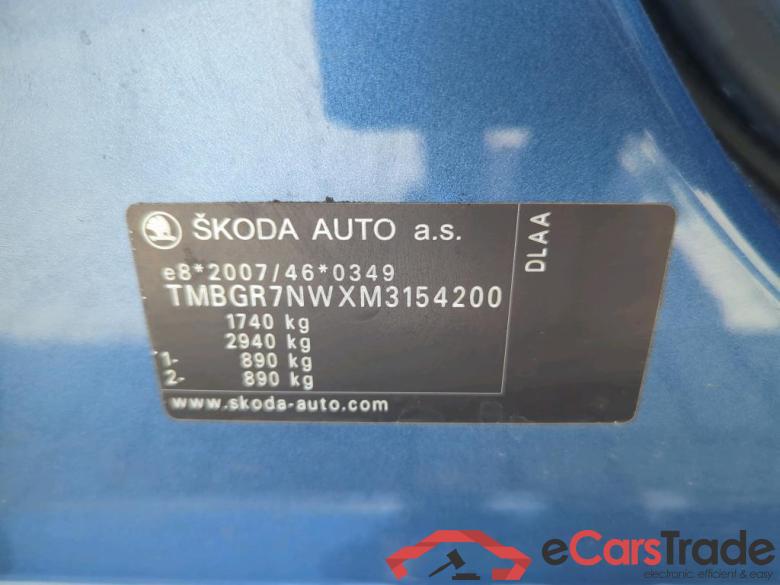 ŠKODA AUTO a.s.
e8*2007/46*0349
TMBGR7NWXM3154200
1740 kg
2940 kg
1- 890 kg
2- 890 kg
www.skoda-auto.com
DLAA
eCarsTrade
electronic, efficient & easy